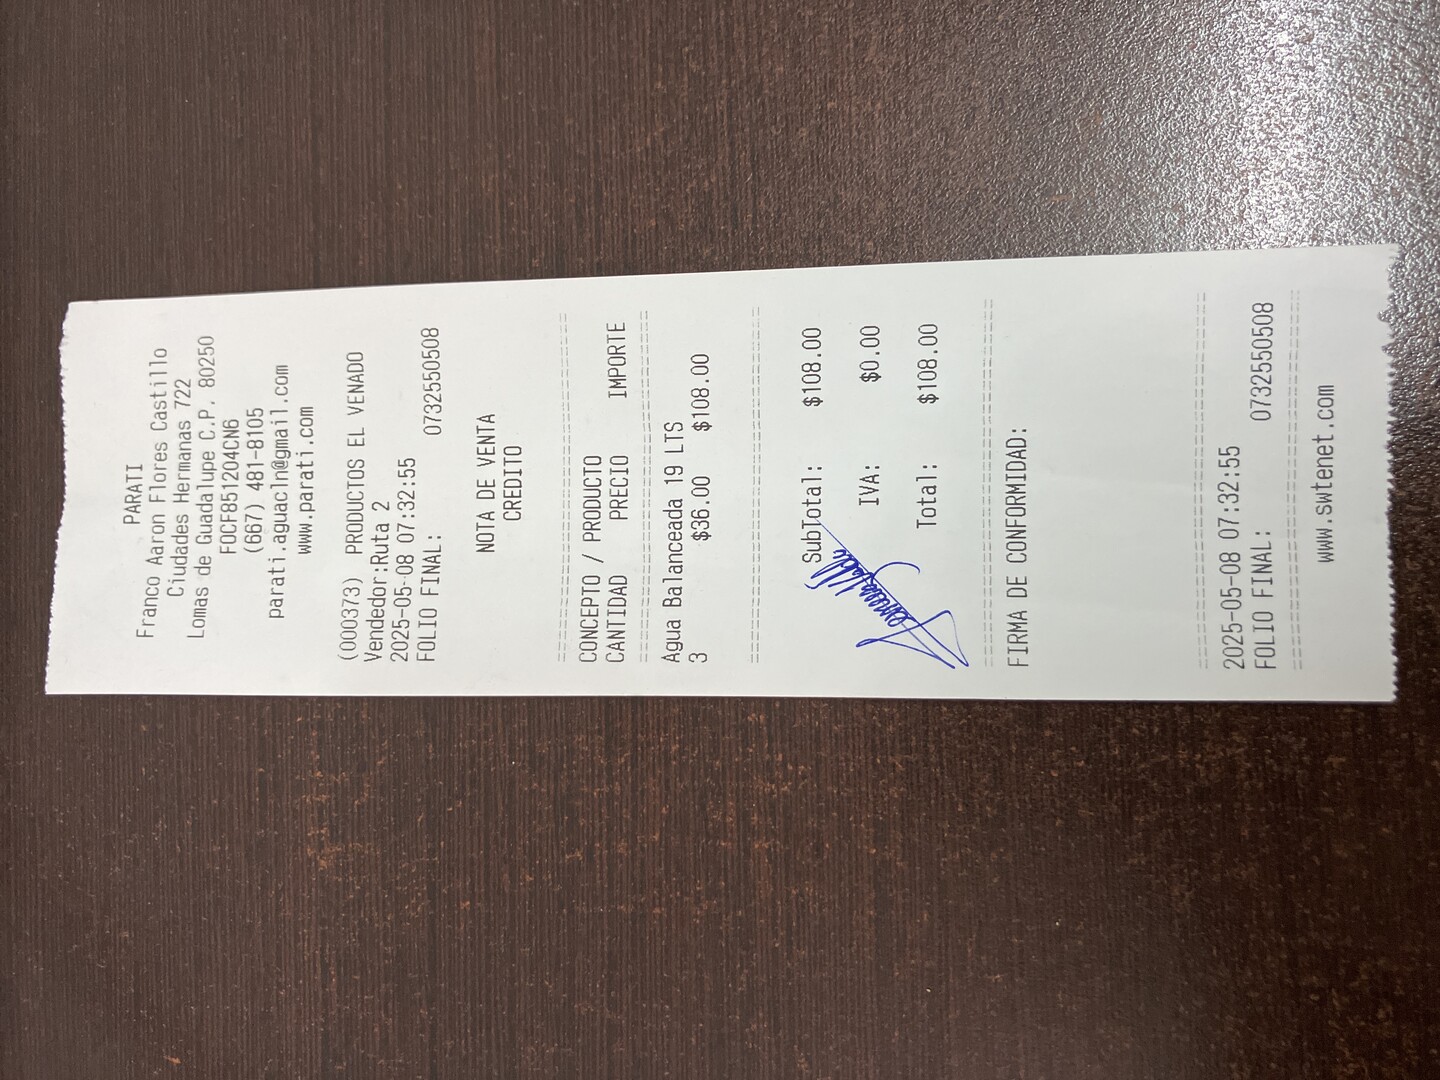 PARATI
Franco Aaron Flores Castillo
Ciudades Hermanas 722
Lomas de Guadalupe C.P. 80250
FOCF851204CN6
(667) 481-8105
parati.aguacln@gmail.com
www.parati.com
(000373) PRODUCTOS EL VENADO
Vendedor:Ruta 2
2025-05-08 07:32:55
FOLIO FINAL: 0732550508
NOTA DE VENTA
CREDITO
CONCEPTO / PRODUCTO
CANTIDAD PRECIO IMPORTE
Agua Balanceada 19 LTS
3 $36.00 $108.00
SubTotal: $108.00
IVA: $0.00
Total: $108.00
FIRMA DE CONFORMIDAD:
2025-05-08 07:32:55
FOLIO FINAL: 0732550508
www.swtenet.com